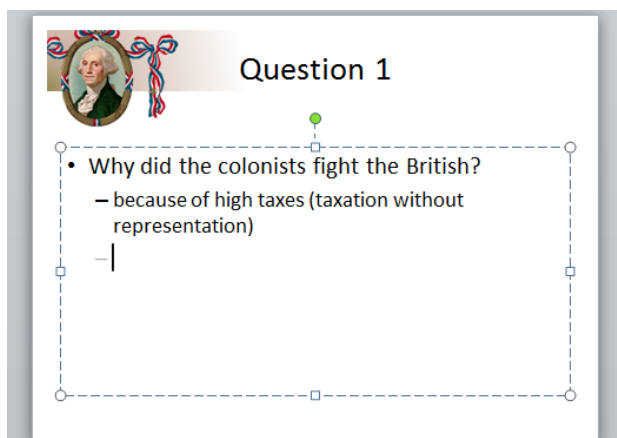 Question 1
• Why did the colonists fight the British?
– because of high taxes (taxation without
representation)
–